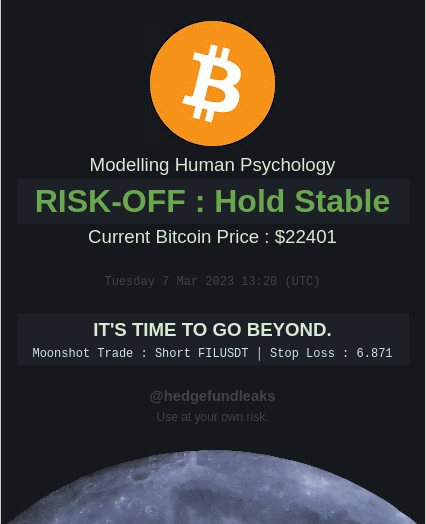 Modelling Human Psychology
RISK-OFF : Hold Stable
Current Bitcoin Price : $22401
Tuesday 7 Mar 2023 13:20 (UTC)
IT'S TIME TO GO BEYOND.
Moonshot Trade : Short FILUSDT | Stop Loss : 6.871
@hedgefundleaks
Use at your own risk.